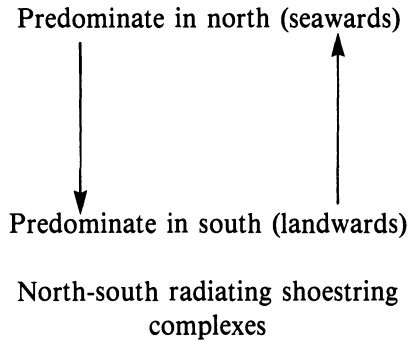 Predominate in north (seawards)
Predominate in south (landwards)
North-south radiating shoestring
complexes